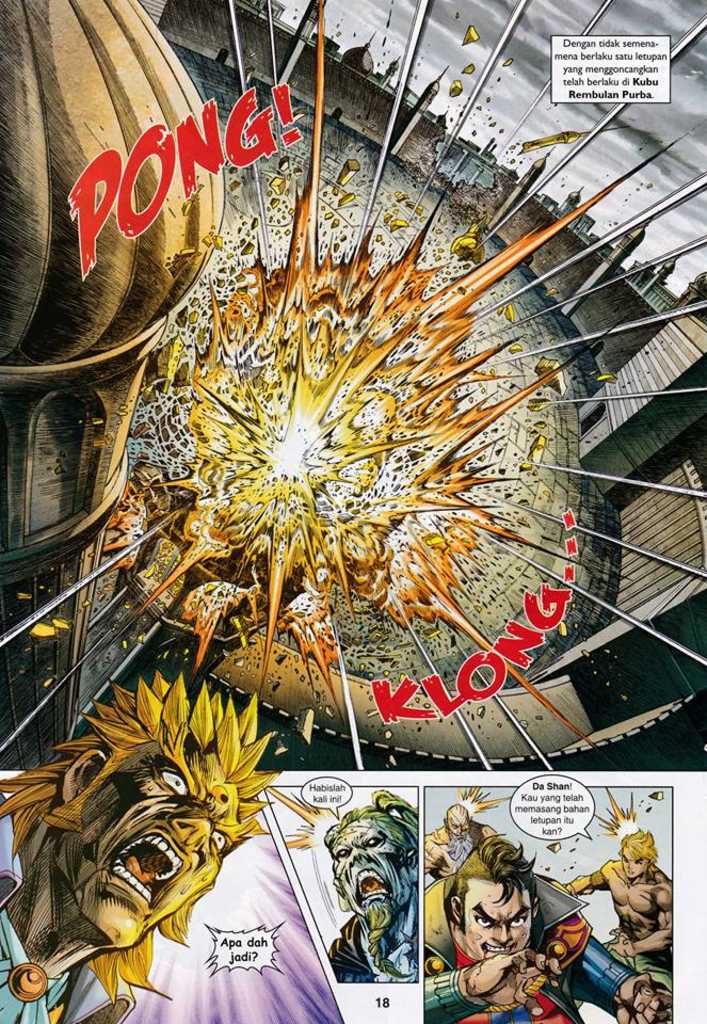 Dengan tidak semena-
mena berlaku satu letupan
yang menggoncangkan
telah berlaku di Kubu
Rembulan Purba.
PONG!
KLONG...
Apa dah
jadi?
Habislah
kali ini!
Da Shan!
Kau yang telah
memasang bahan
letupan itu
kan?
18